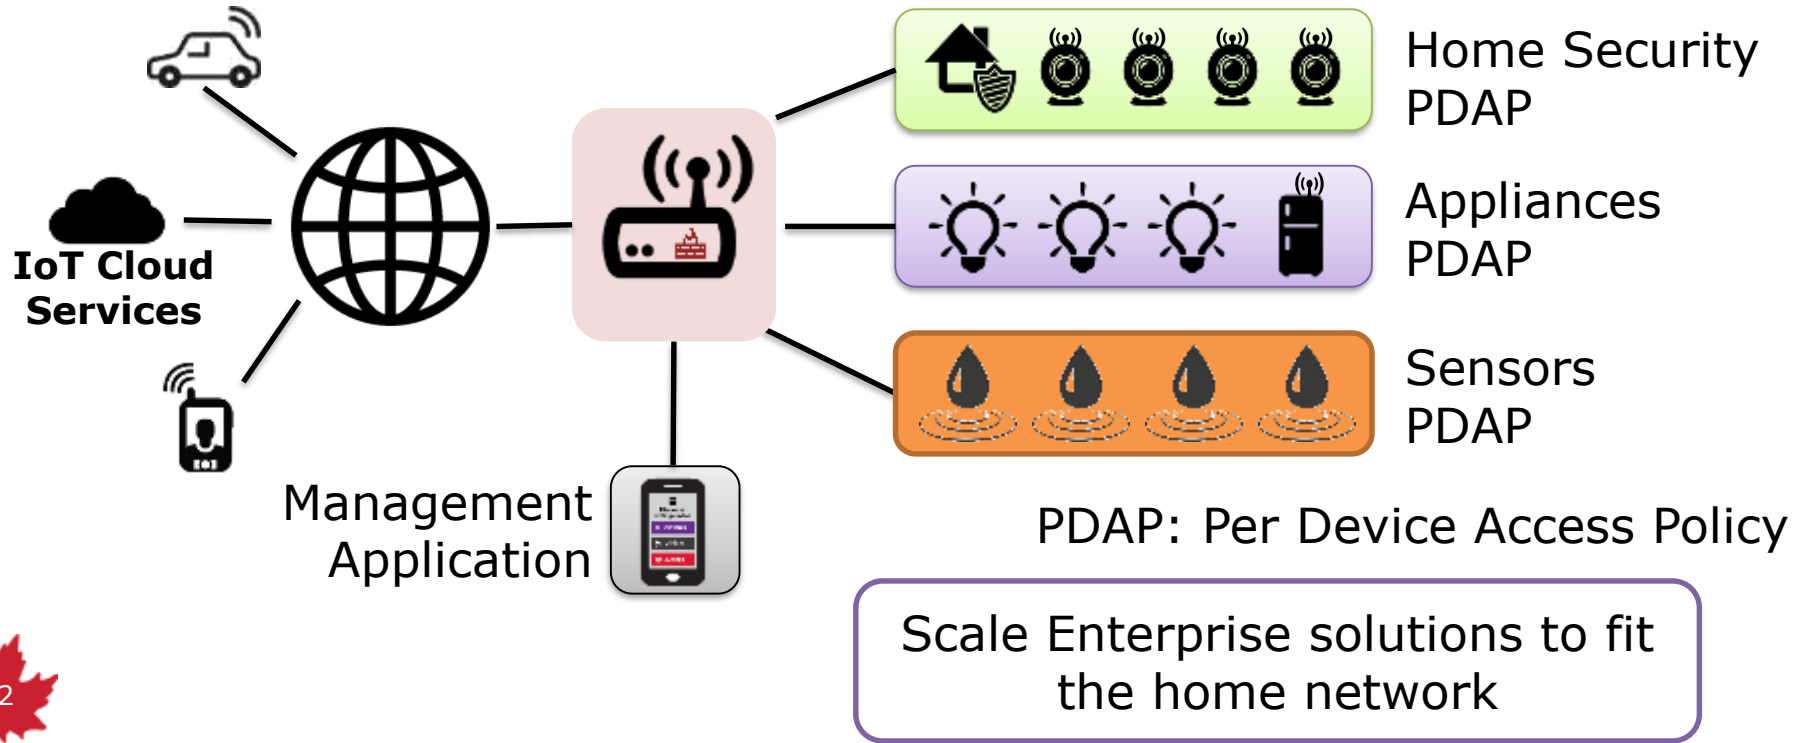 Home Security
PDAP
Appliances
PDAP
IoT Cloud
Services
Sensors
PDAP
Management
Application
PDAP: Per Device Access Policy
Scale Enterprise solutions to fit
the home network
2